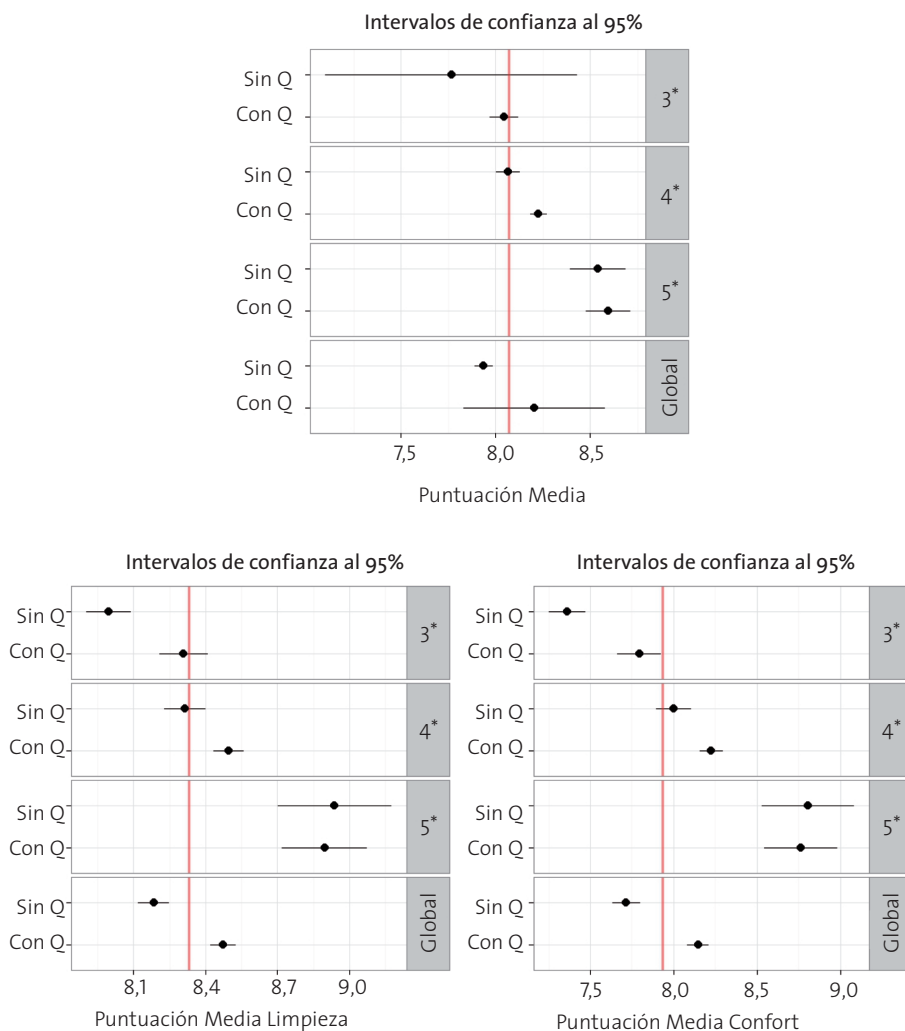 Intervalos de confianza al 95%
Sin Q
Con Q
3*
Sin Q
Con Q
4*
Sin Q
Con Q
5*
Sin Q
Con Q
Global
7,5 8,0 8,5
Puntuación Media
Intervalos de confianza al 95%
Sin Q
Con Q
3*
Sin Q
Con Q
4*
Sin Q
Con Q
5*
Sin Q
Con Q
Global
8,1 8,4 8,7 9,0
Puntuación Media Limpieza
Intervalos de confianza al 95%
Sin Q
Con Q
3*
Sin Q
Con Q
4*
Sin Q
Con Q
5*
Sin Q
Con Q
Global
7,5 8,0 8,5 9,0
Puntuación Media Confort